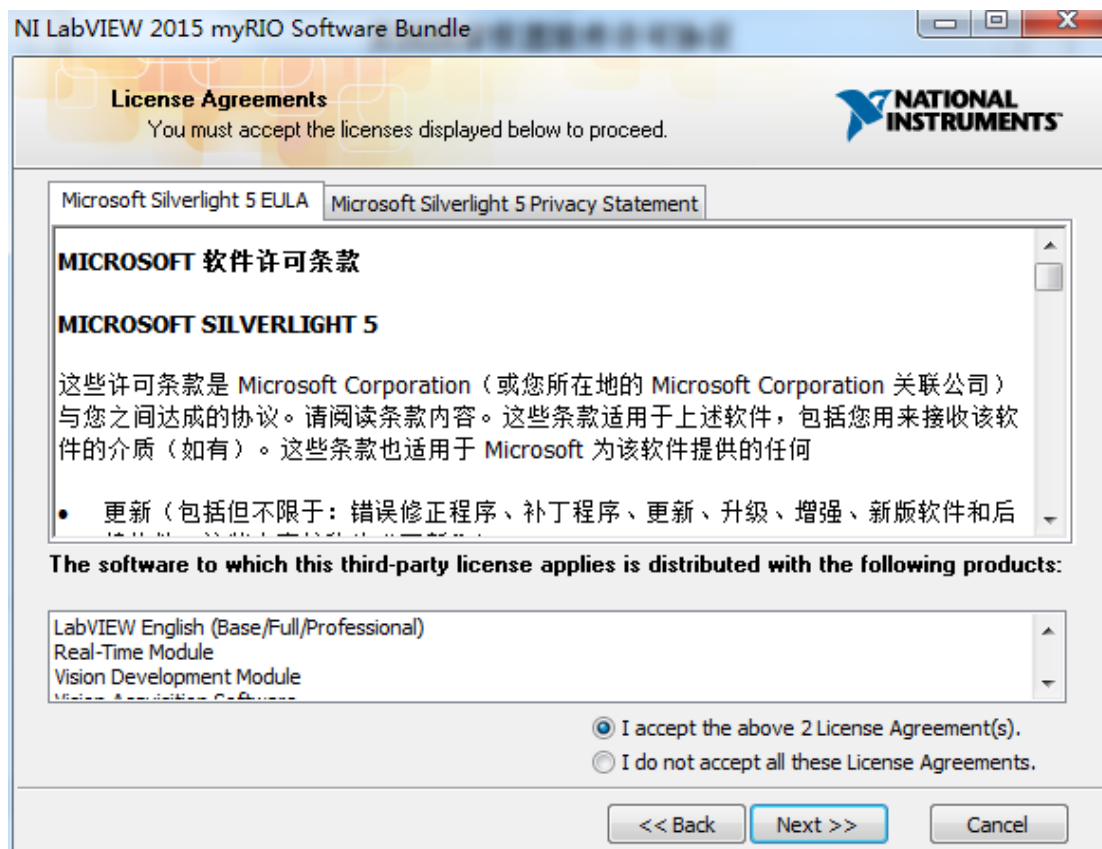 NI LabVIEW 2015 myRIO Software Bundle
License Agreements
You must accept the licenses displayed below to proceed.
NATIONAL
INSTRUMENTS™
Microsoft Silverlight 5 EULA
Microsoft Silverlight 5 Privacy Statement
MICROSOFT 软件许可条款
MICROSOFT SILVERLIGHT 5
这些许可条款是 Microsoft Corporation（或您所在地的 Microsoft Corporation 关联公司）
与您之间达成的协议。请阅读条款内容。这些条款适用于上述软件，包括您用来接收该软
件的介质（如有）。这些条款也适用于 Microsoft 为该软件提供的任何
• 更新（包括但不限于：错误修正程序、补丁程序、更新、升级、增强、新版软件和后
The software to which this third-party license applies is distributed with the following products:
LabVIEW English (Base/Full/Professional)
Real-Time Module
Vision Development Module
I accept the above 2 License Agreement(s).
I do not accept all these License Agreements.
<< Back
Next >>
Cancel